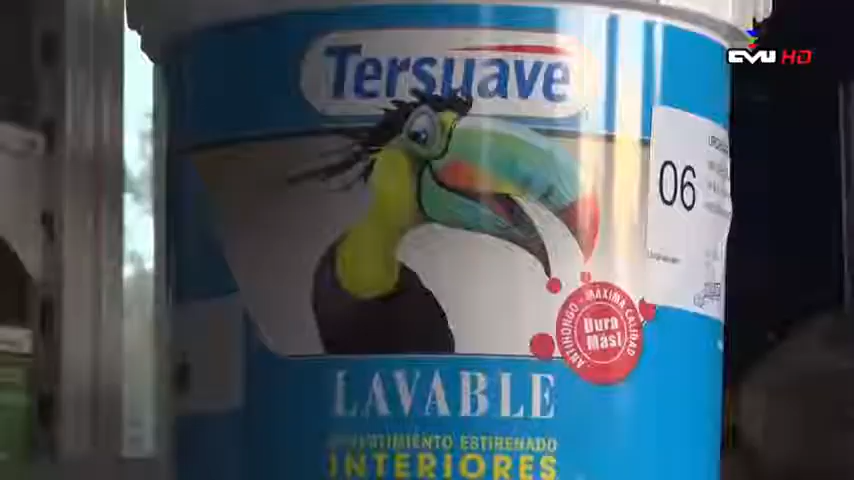 CVU HD
Tersuave
06
ANTIHONGO - MÁXIMA CALIDAD
Dura
Más!
LAVABLE
ESTIRENADO
INTERIORES